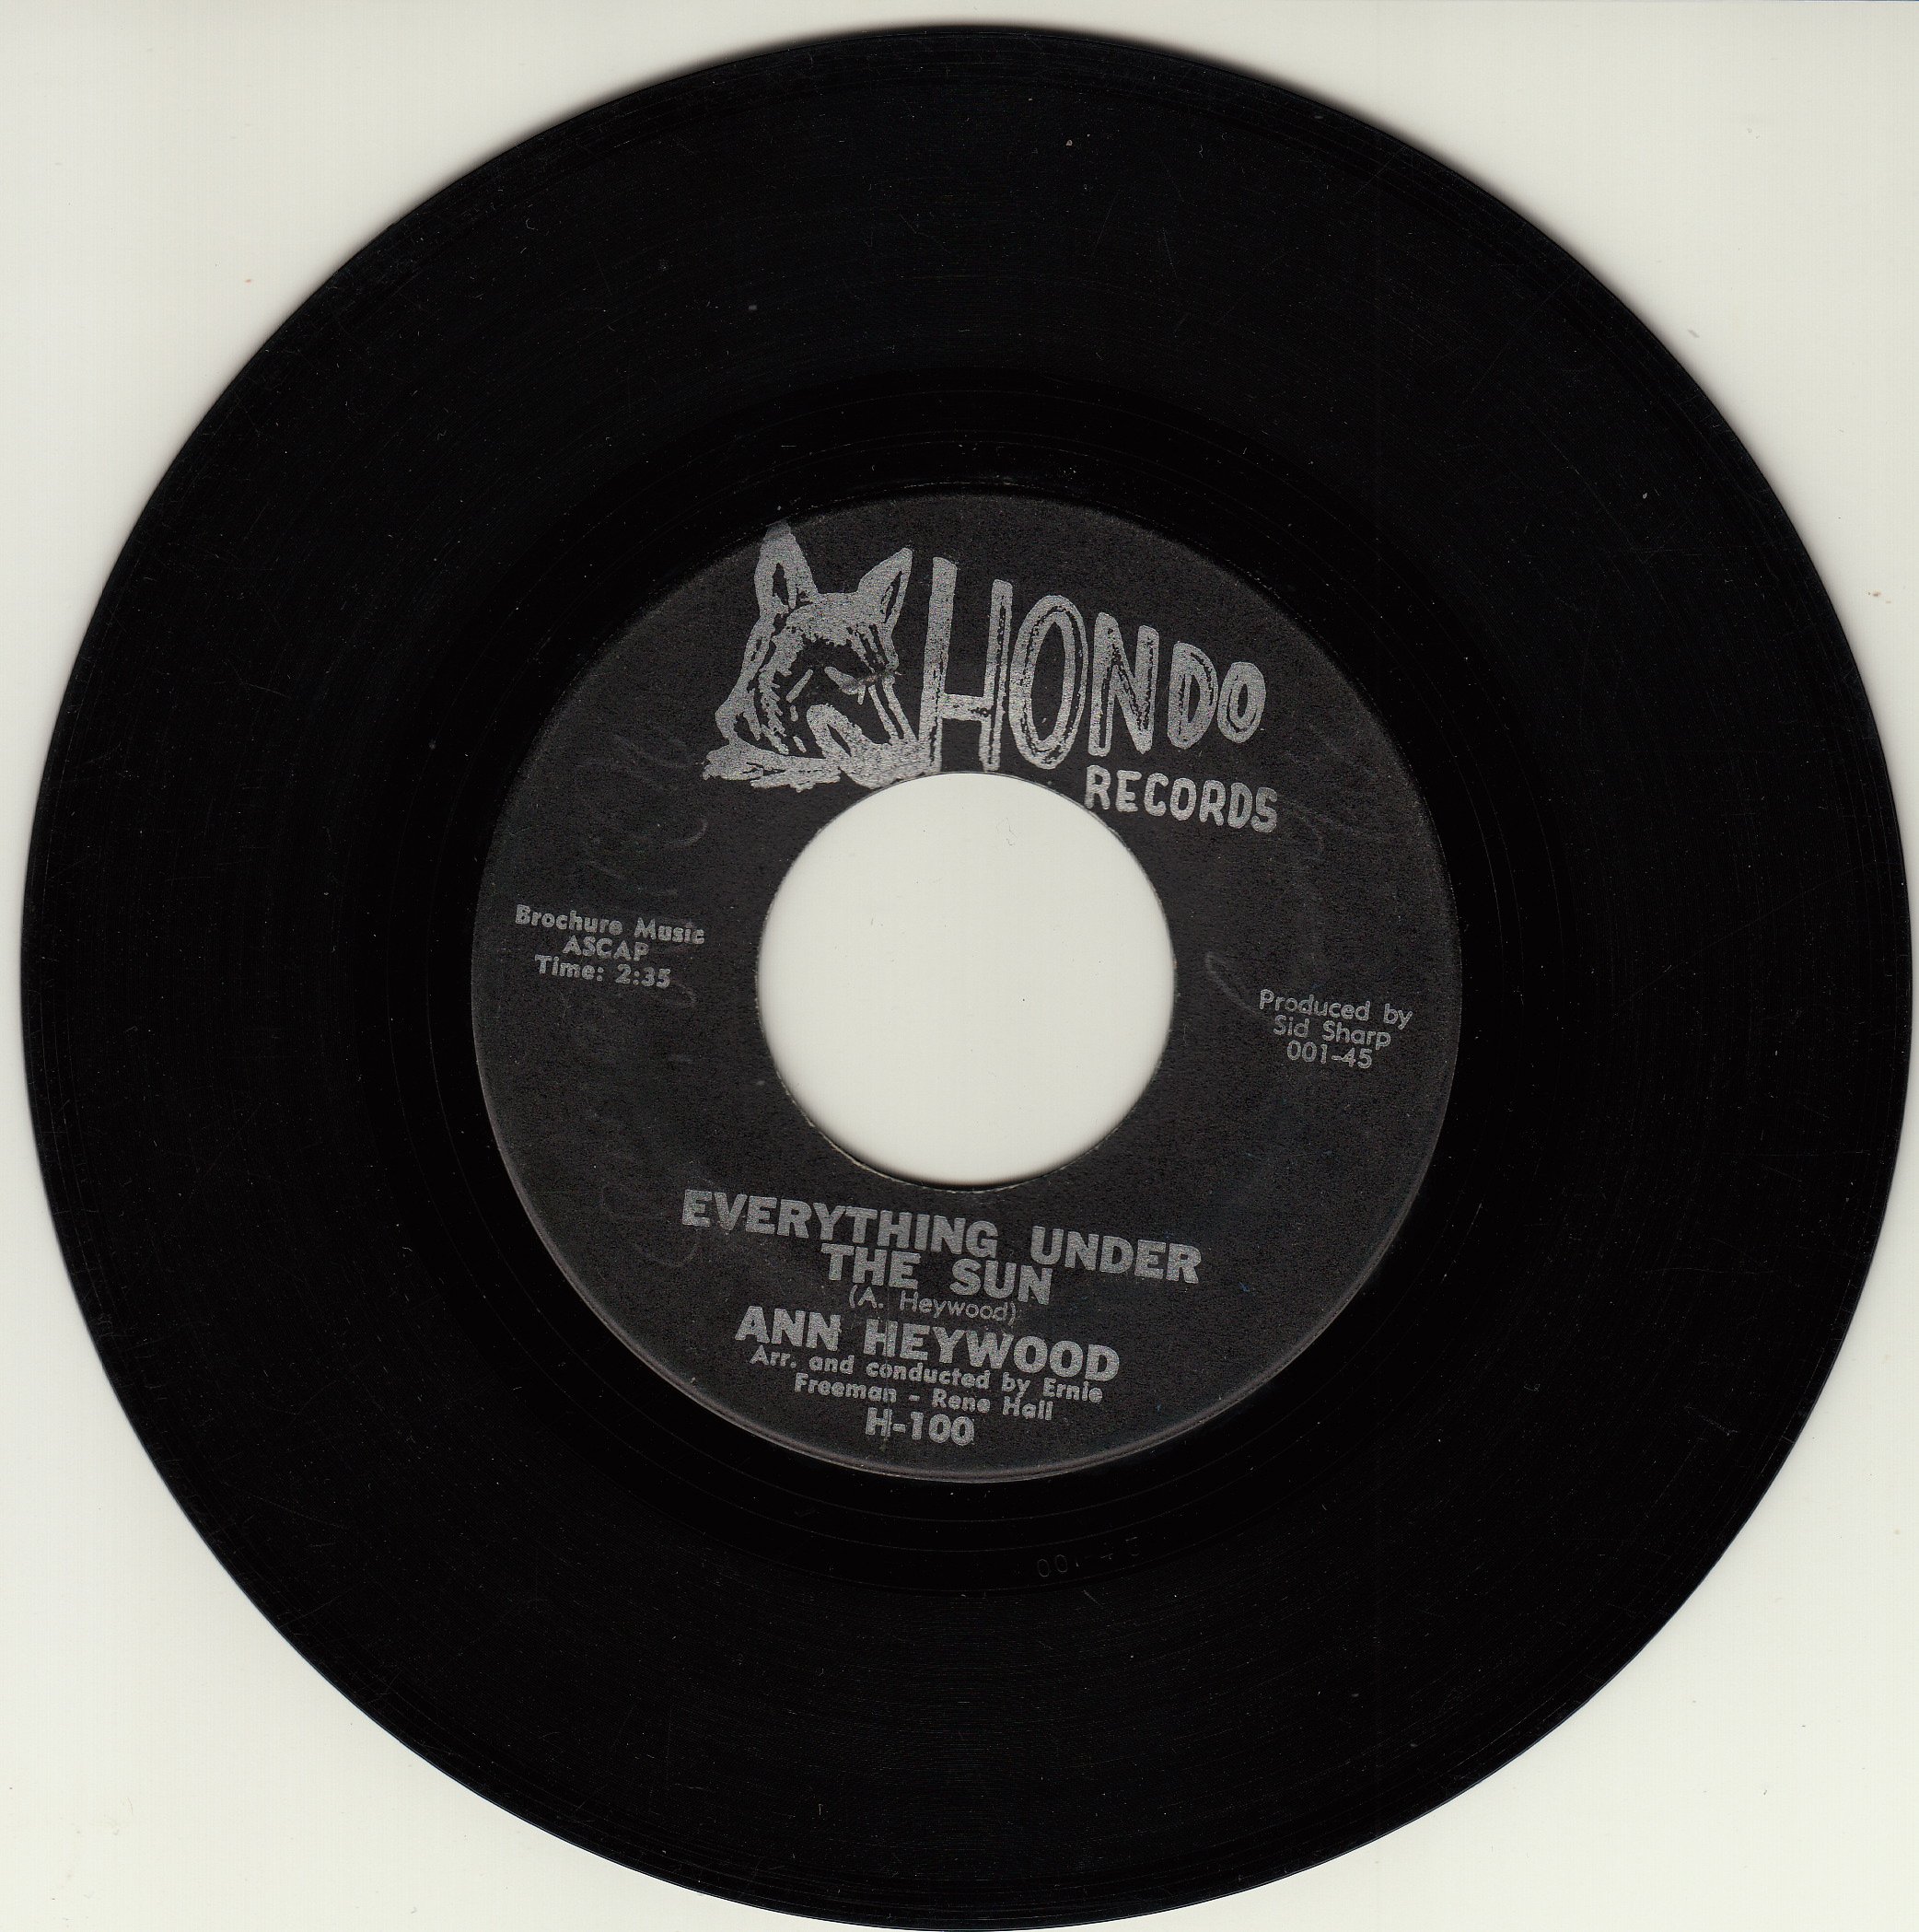 HONDO
RECORDS
Brochure Music
ASCAP
Time: 2:35
Produced by
Sid Sharp
001-45
EVERYTHING UNDER
THE SUN
(A. Heywood)
ANN HEYWOOD
Arr. and conducted by Ernie
Freeman - Rene Hall
H-100